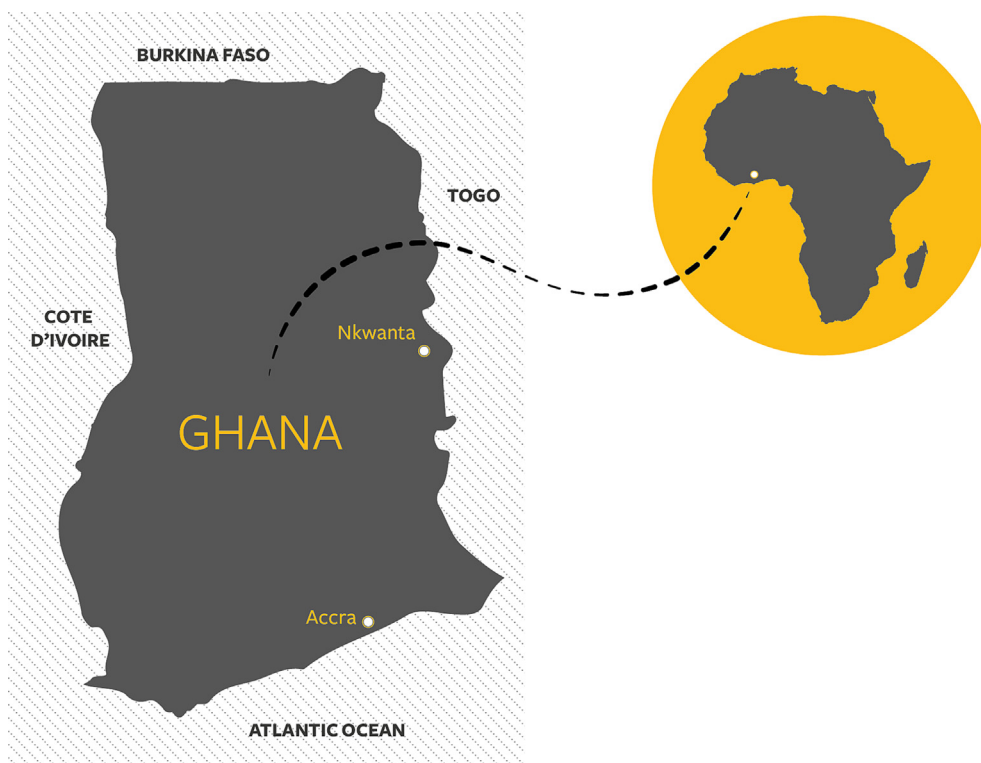 BURKINA FASO
TOGO
COTE
D'IVOIRE
Nkwanta
GHANA
Accra
ATLANTIC OCEAN